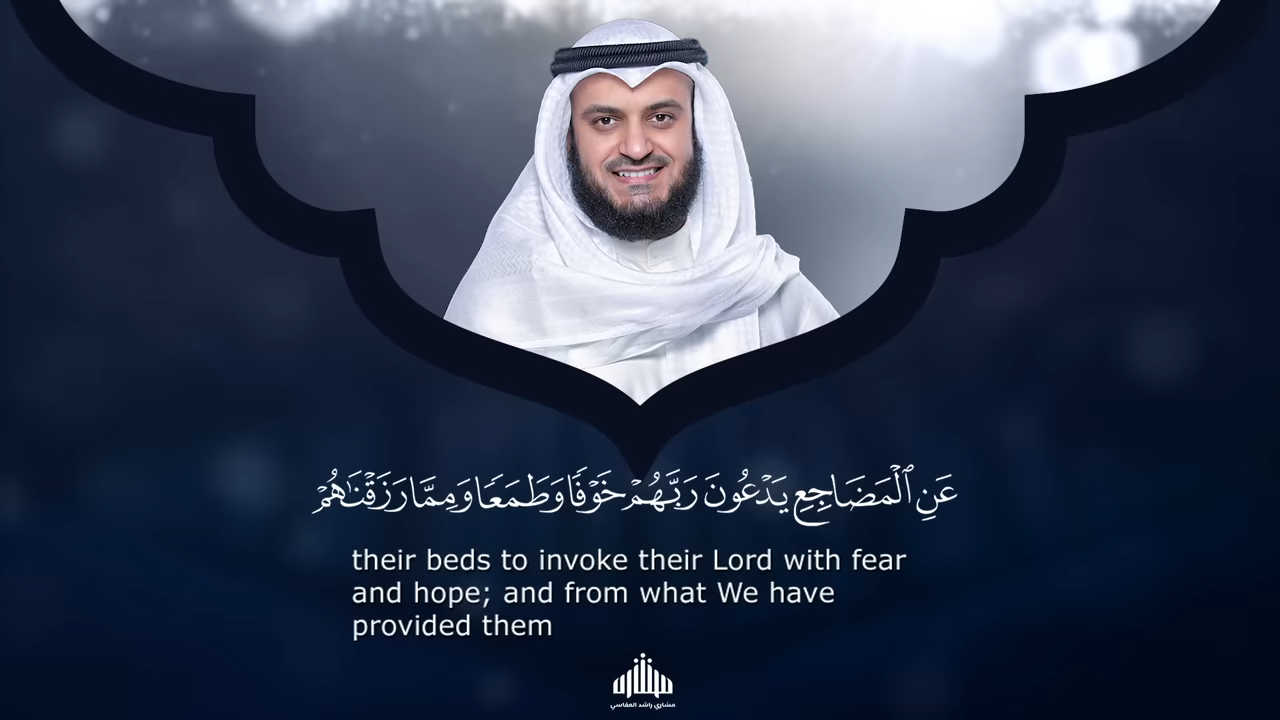 عَنِ ٱلْمَضَاجِعِ يَدْعُونَ رَبَّهُمْ خَوْفًا وَطَمَعًا وَمِمَّا رَزَقْنَٰهُمْ
their beds to invoke their Lord with fear
and hope; and from what We have
provided them
مشاري راشد العفاسي